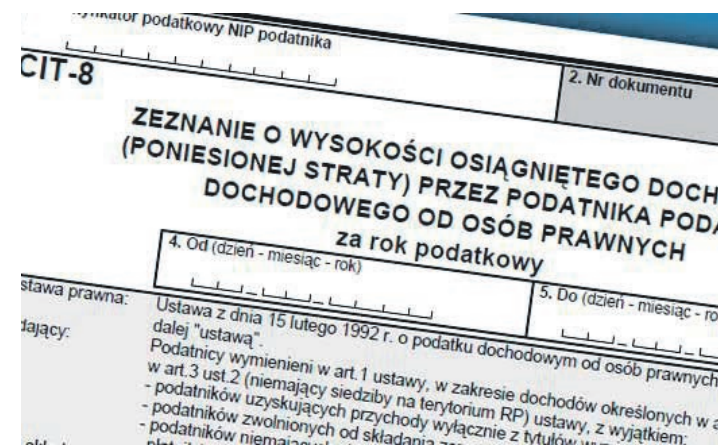 podatkowy NIP podatnika
2. Nr dokumentu
CIT-8
ZEZNANIE O WYSOKOŚCI OSIĄGNIĘTEGO DOCH
(PONIESIONEJ STRATY) PRZEZ PODATNIKA PODA
DOCHODOWEGO OD OSÓB PRAWNYCH
za rok podatkowy
4. Od (dzień - miesiąc - rok)
5. Do (dzień - miesiąc - ro
stawa prawna:
Ustawa z dnia 15 lutego 1992 r. o podatku dochodowym od osób prawnych
dalej "ustawą".
dający:
Podatnicy wymienieni w art.1 ustawy, w zakresie dochodów określonych w a
w art.3 ust.2 (niemający siedziby na terytorium RP) ustawy, z wyjątkiem:
- podatników uzyskujących przychody wyłącznie z tytułów
- podatników zwolnionych od składania
- podatników